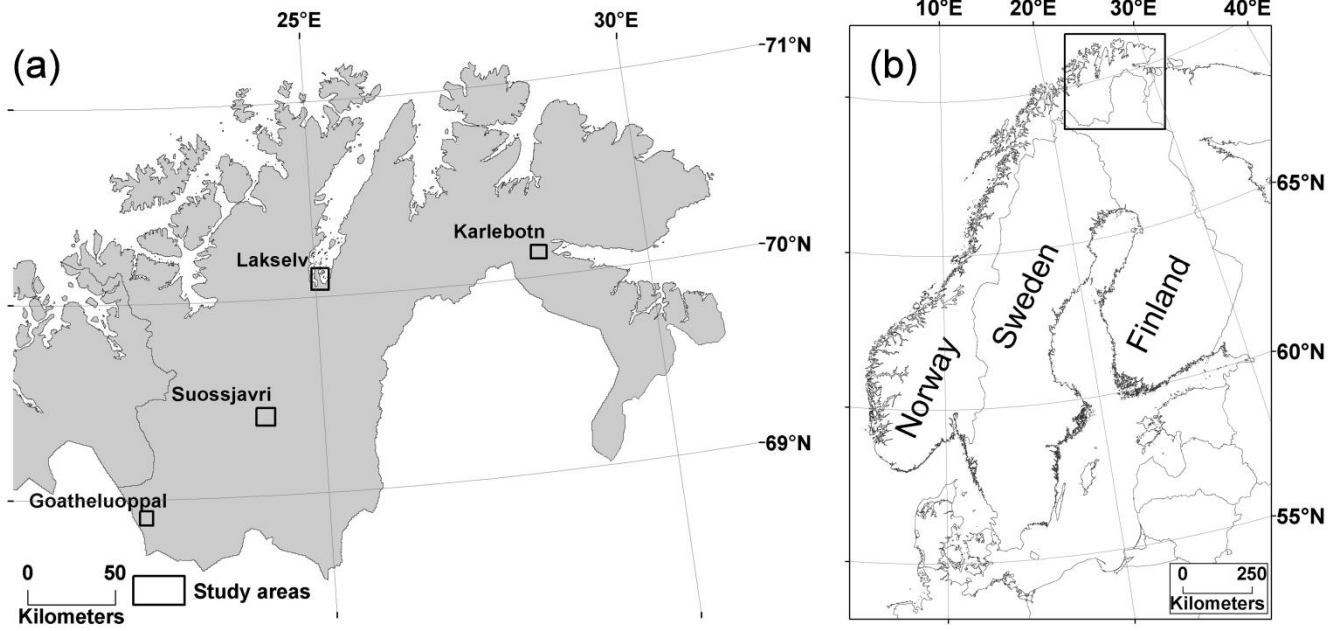 25°E
30°E
(a)
71°N
Karlebotn
70°N
Lakselv
Suossjavri
69°N
Goatheluoppal
0 50
Kilometers
Study areas
10°E 20°E 30°E 40°E
(b)
65°N
Norway
Sweden
Finland
60°N
55°N
0 250
Kilometers